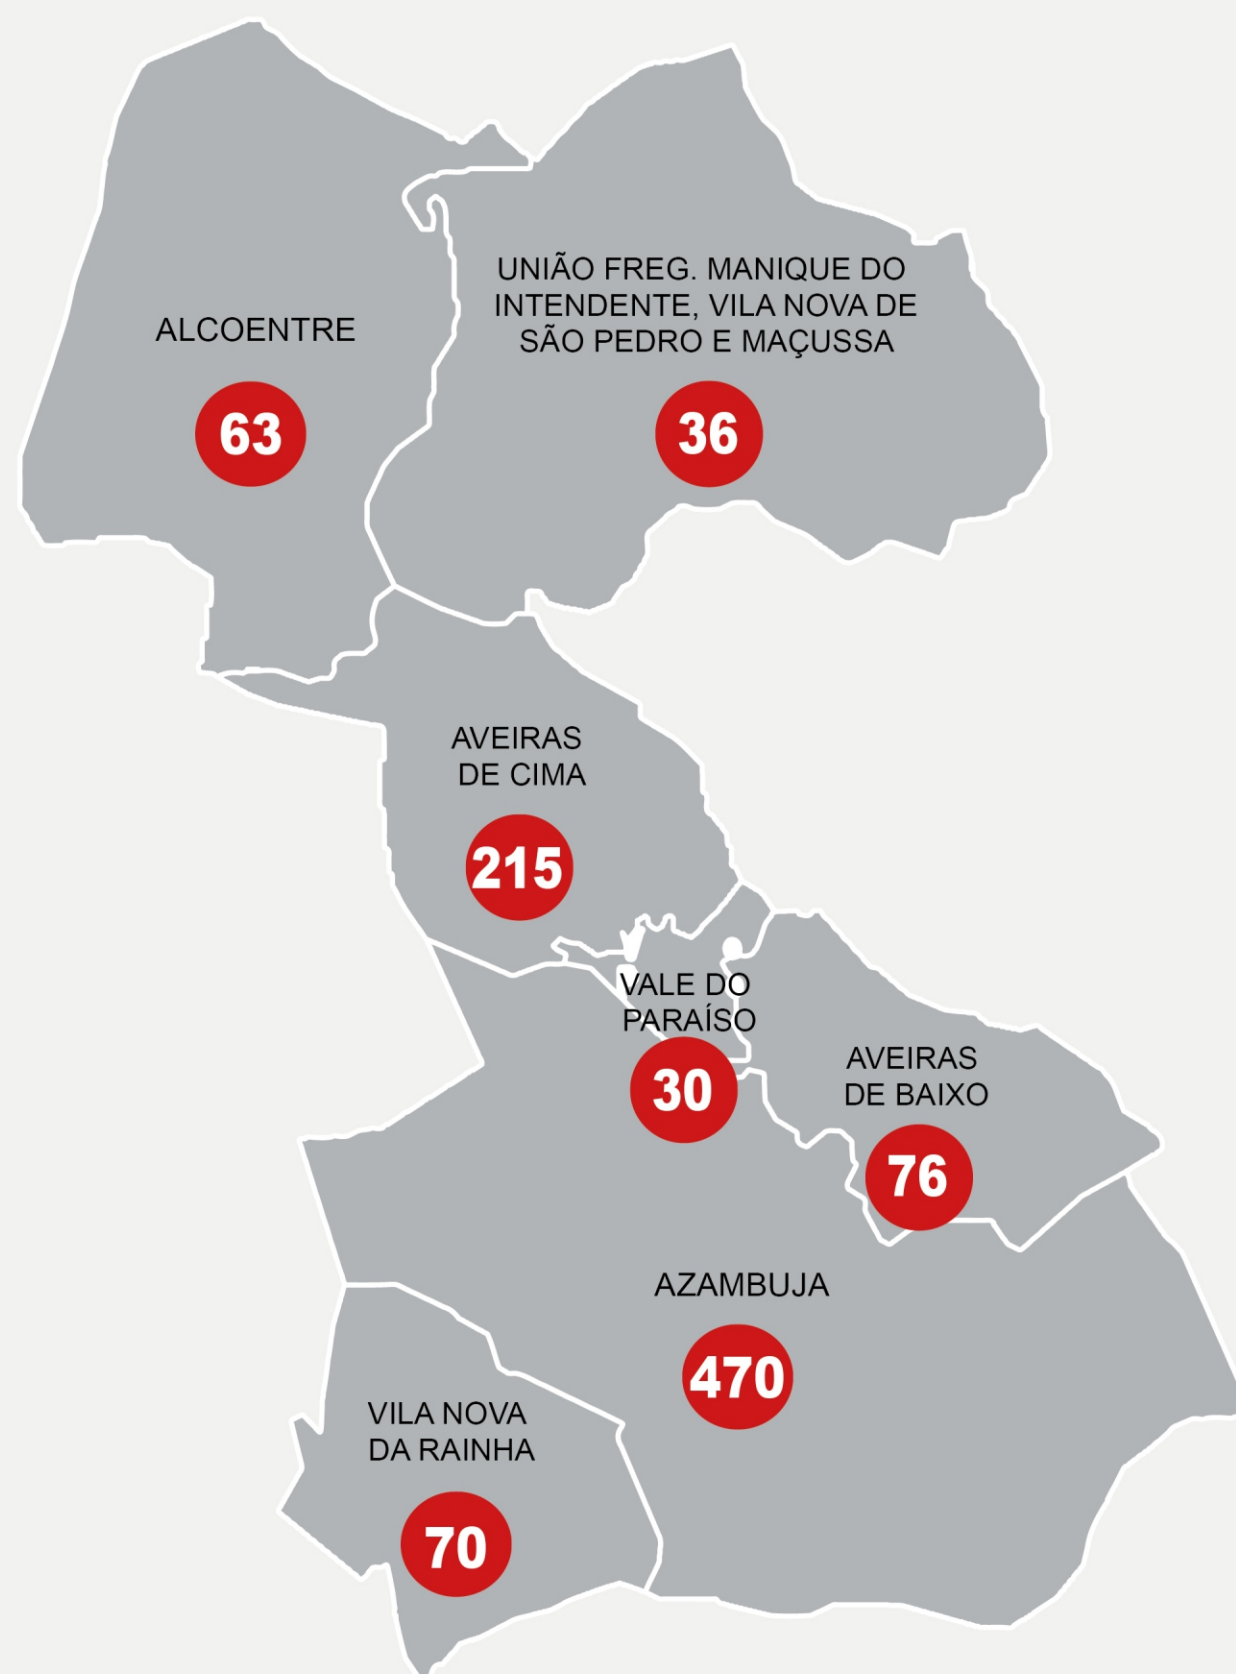 ALCOENTRE
63
UNIÃO FREG. MANIQUE DO
INTENDENTE, VILA NOVA DE
SÃO PEDRO E MAÇUSSA
36
AVEIRAS
DE CIMA
215
VALE DO
PARAÍSO
30
AVEIRAS
DE BAIXO
76
AZAMBUJA
470
VILA NOVA
DA RAINHA
70